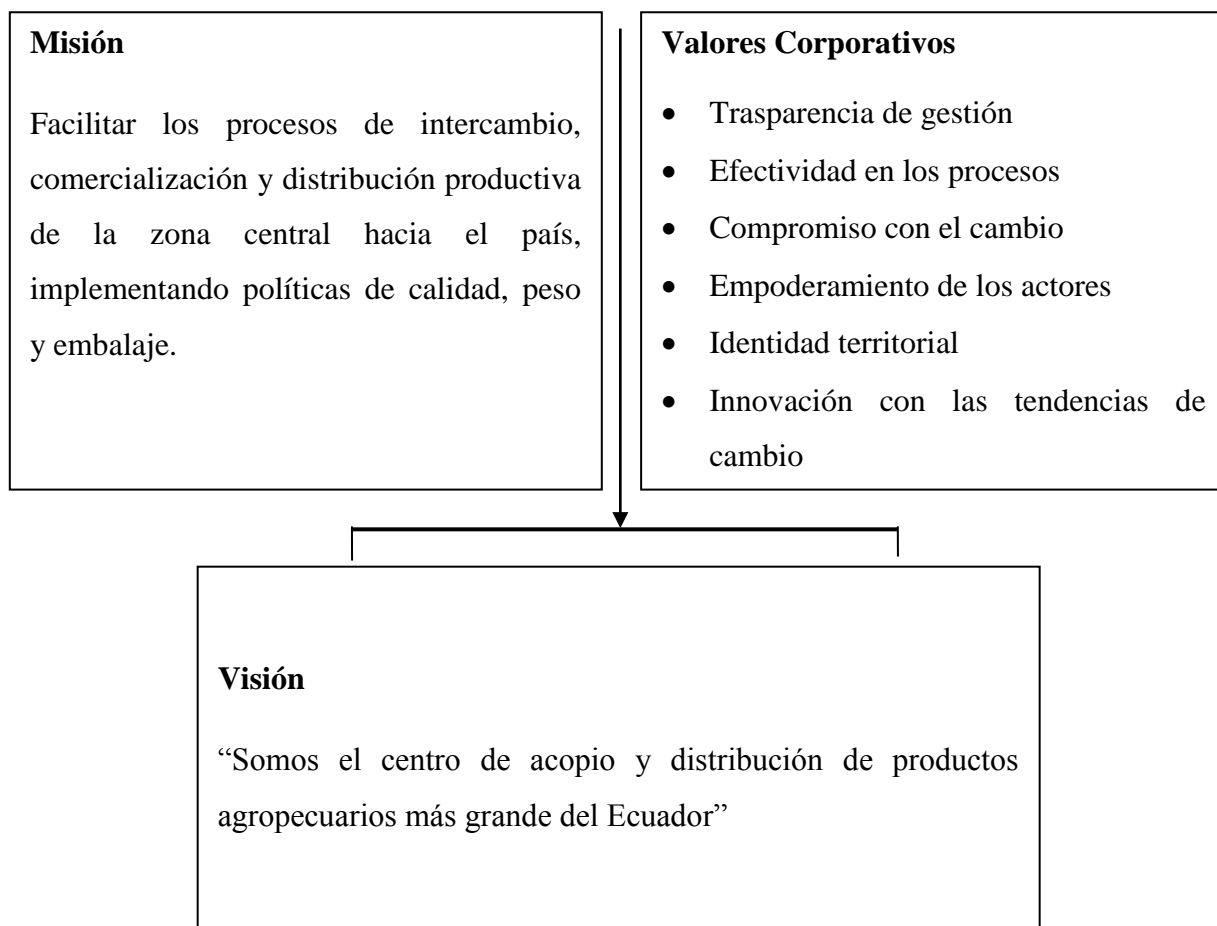 Misión
Facilitar los procesos de intercambio,
comercialización y distribución productiva
de la zona central hacia el país,
implementando políticas de calidad, peso
y embalaje.
Valores Corporativos
• Trasparencia de gestión
• Efectividad en los procesos
• Compromiso con el cambio
• Empoderamiento de los actores
• Identidad territorial
• Innovación con las tendencias de
cambio
Visión
“Somos el centro de acopio y distribución de productos
agropecuarios más grande del Ecuador”